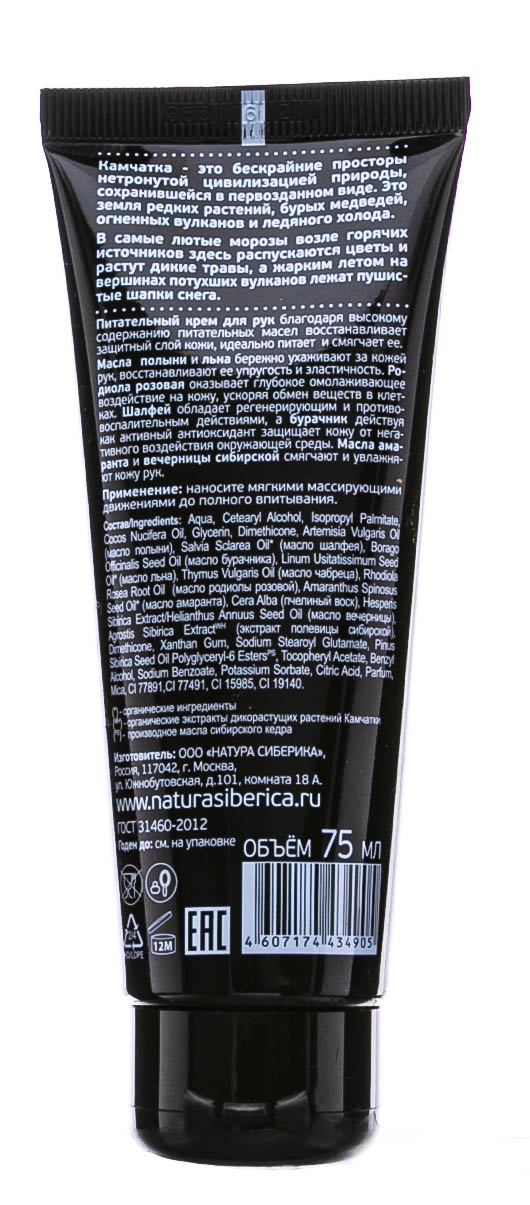 Камчатка - это бескрайние просторы
нетронутой цивилизацией природы,
сохранившейся в первозданном виде. Это
земля редких растений, бурых медведей,
огненных вулканов и ледяного холода.
В самые лютые морозы возле горячих
источников здесь распускаются цветы и
растут дикие травы, а жарким летом на
вершинах потухших вулканов лежат пушис-
тые шапки снега.
Питательный крем для рук благодаря высокому
содержанию питательных масел восстанавливает
защитный слой кожи, идеально питает и смягчает ее.
Масла полыни и льна бережно ухаживают за кожей
рук, восстанавливают ее упругость и эластичность. Ро-
диола розовая оказывает глубокое омолаживающее
воздействие на кожу, ускоряя обмен веществ в клет-
ках. Шалфей обладает регенерирующим и противо-
воспалительным действиями, а бурачник действуя
как активный антиоксидант защищает кожу от нега-
тивного воздействия окружающей среды. Масла ама-
ранта и вечерницы сибирской смягчают и увлажня-
ют кожу рук.
Применение: наносите мягкими массирующими
движениями до полного впитывания.
Состав/Ingredients: Aqua, Cetearyl Alcohol, Isopropyl Palmitate,
Cocos Nucifera Oil, Glycerin, Dimethicone, Artemisia Vulgaris Oil
(масло полыни), Salvia Sclarea Oil* (масло шалфея), Borago
Officinalis Seed Oil (масло бурачника), Linum Usitatissimum Seed
Oil* (масло льна), Thymus Vulgaris Oil (масло чабреца), Rhodiola
Rosea Root Oil (масло родиолы розовой), Amaranthus Spinosus
Seed Oil* (масло амаранта), Cera Alba (пчелиный воск), Hesperis
Sibirica Extract/Helianthus Annuus Seed Oil (масло вечерницы),
Agrostis Sibirica Extract^WH (экстракт полевицы сибирской),
Dimethicone, Xanthan Gum, Sodium Stearoyl Glutamate, Pinus
Sibirica Seed Oil Polyglyceryl-6 Esters^PS, Tocopheryl Acetate, Benzyl
Alcohol, Sodium Benzoate, Potassium Sorbate, Citric Acid, Parfum,
Mica, CI 77891,CI 77491, CI 15985, CI 19140.
- органические ингредиенты
- органические экстракты дикорастущих растений Камчатки
- производное масла сибирского кедра
Изготовитель: ООО «НАТУРА СИБЕРИКА»,
Россия, 117042, г. Москва,
ул. Южнобутовская, д.101, комната 18 А.
www.naturasiberica.ru
ГОСТ 31460-2012
Годен до: см. на упаковке
ОБЪЁМ 75 МЛ
12M
EAC
4 607174 434905